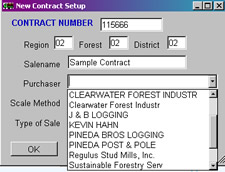 New Contract Setup
CONTRACT NUMBER 115666
Region 02 Forest 02 District 02
Salename Sample Contract
Purchaser
CLEARWATER FOREST INDUSTR
Scale Method Clearwater Forest Industr
J & B LOGGING
KEVIN HAHN
Type of Sale PINEDA BROS LOGGING
PINEDA POST & POLE
OK Regulus Stud Mills, Inc.
Sustainable Forestry Serv